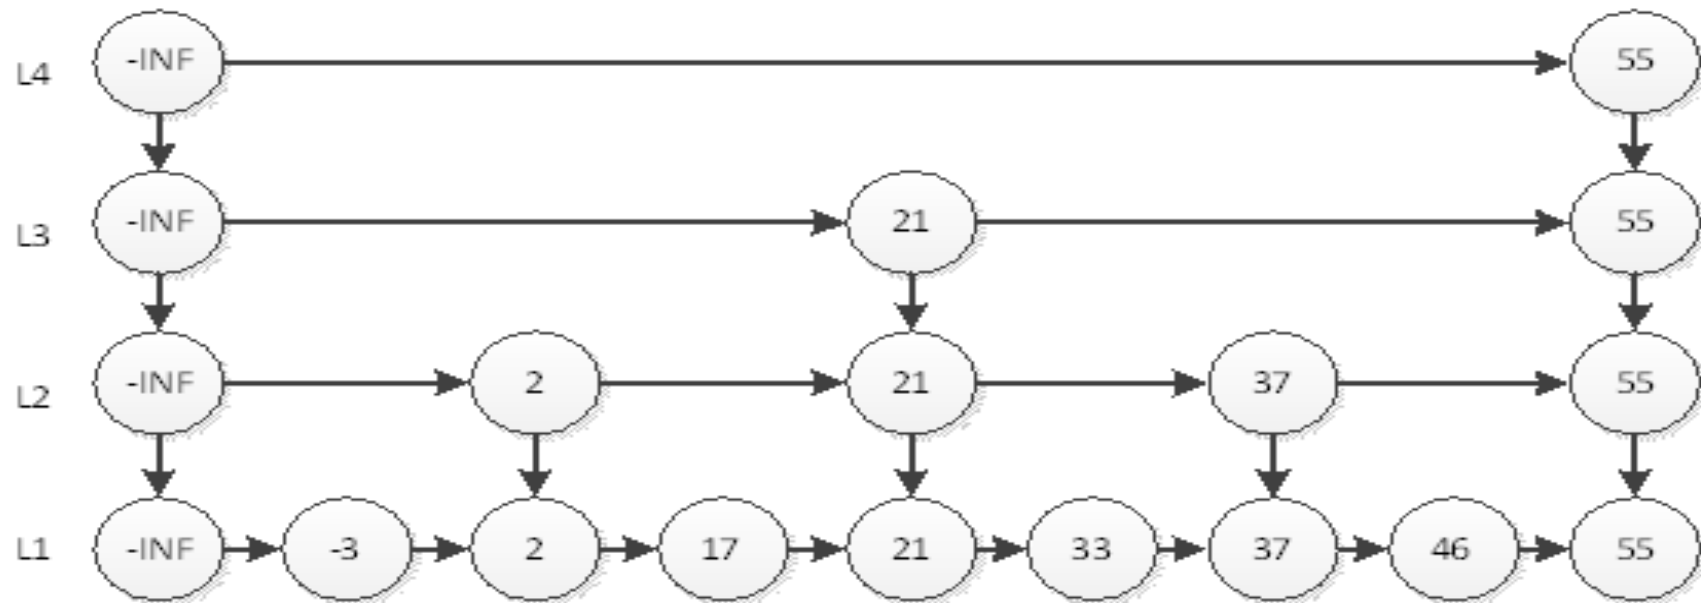 L4 -INF 55
L3 -INF 21 55
L2 -INF 2 21 37 55
L1 -INF -3 2 17 21 33 37 46 55